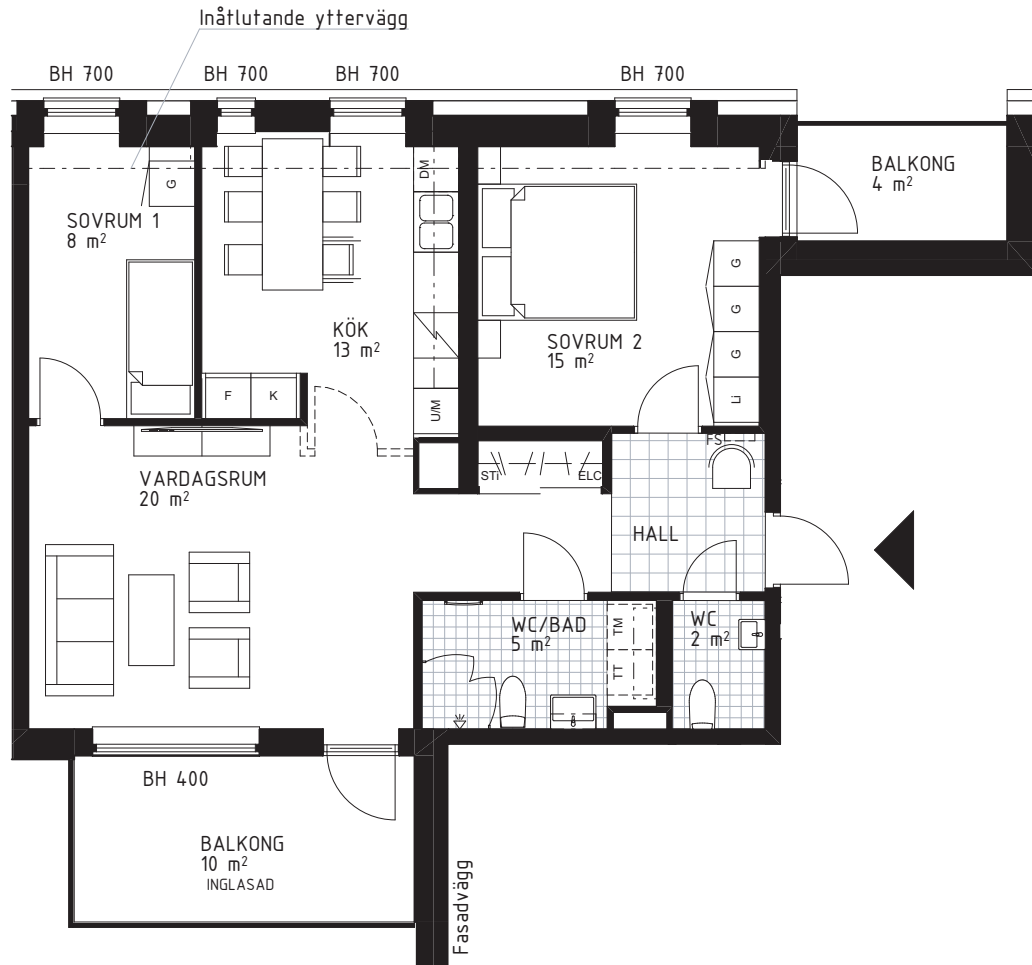 Inåtlutande yttervägg
BH 700
BH 700
BH 700
BH 700
BALKONG
4 m²
G
DM
SOVRUM 1
8 m²
G
G
G
Li
KÖK
13 m²
SOVRUM 2
15 m²
F
K
U/M
FS
VARDAGSRUM
20 m²
STi
ELC
HALL
WC/BAD
5 m²
TM
TT
WC
2 m²
BH 400
BALKONG
10 m²
INGLASAD
Fasadvägg